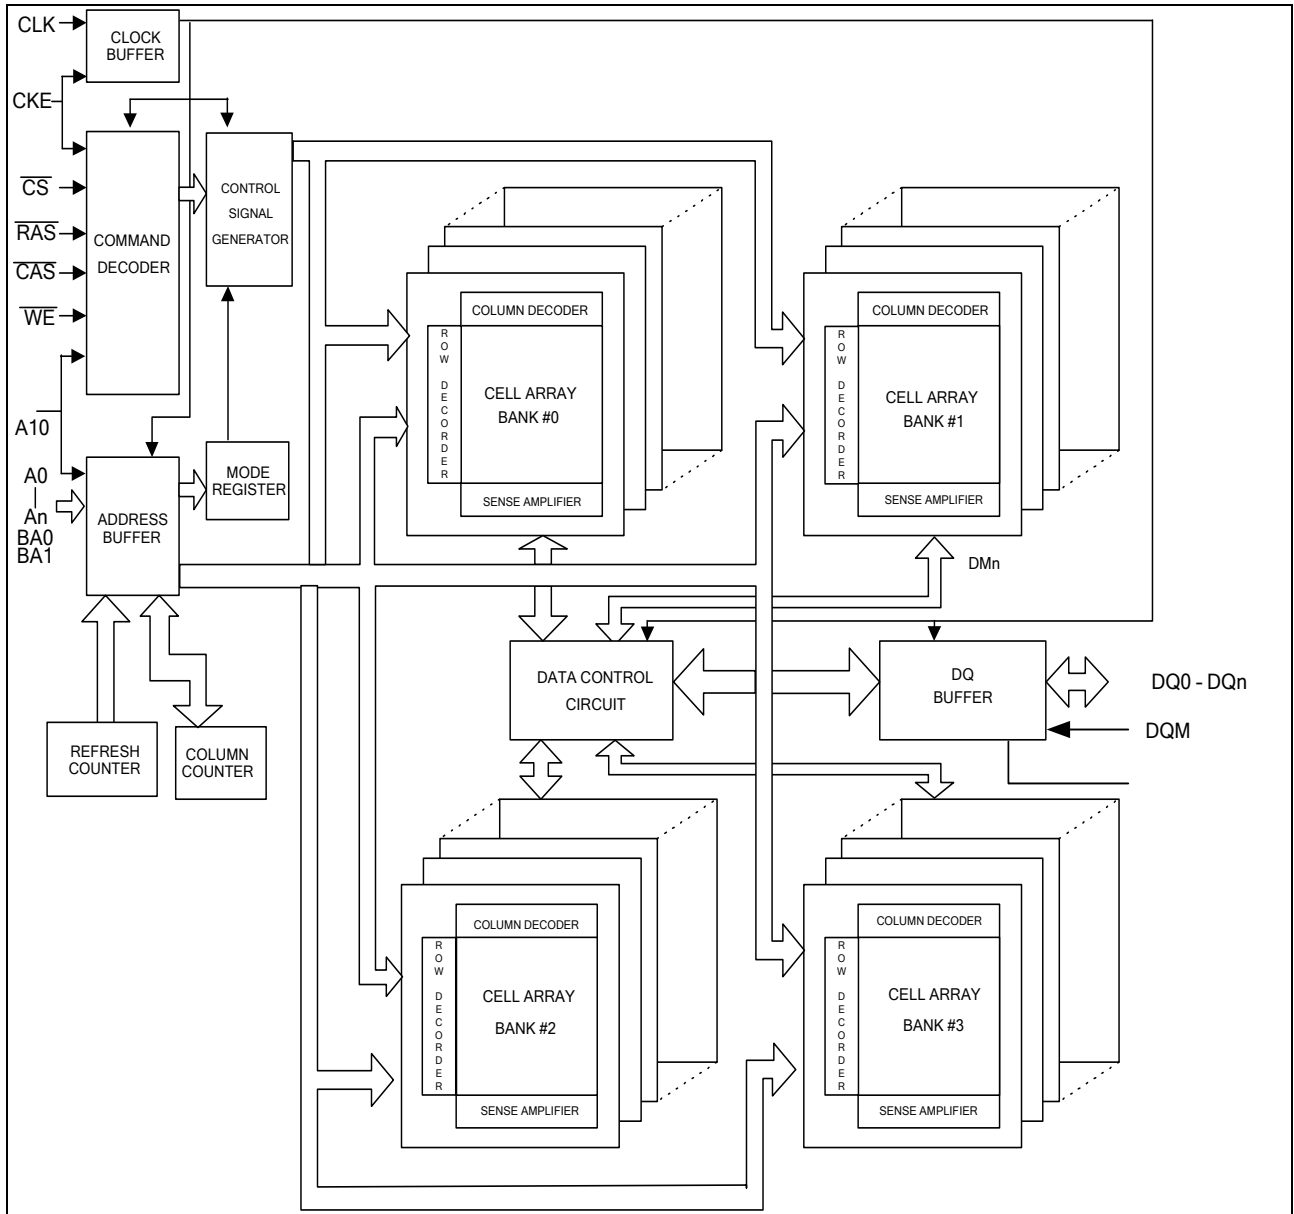 CLK
CLOCK
BUFFER
CKE
CS
RAS
CAS
WE
COMMAND
DECODER
CONTROL
SIGNAL
GENERATOR
A10
A0
An
BA0
BA1
ADDRESS
BUFFER
MODE
REGISTER
REFRESH
COUNTER
COLUMN
COUNTER
COLUMN DECODER
ROW DECORDER
CELL ARRAY
BANK #0
SENSE AMPLIFIER
COLUMN DECODER
ROW DECORDER
CELL ARRAY
BANK #1
SENSE AMPLIFIER
DMn
DATA CONTROL
CIRCUIT
DQ
BUFFER
DQ0 - DQn
DQM
COLUMN DECODER
ROW DECORDER
CELL ARRAY
BANK #2
SENSE AMPLIFIER
COLUMN DECODER
ROW DECORDER
CELL ARRAY
BANK #3
SENSE AMPLIFIER